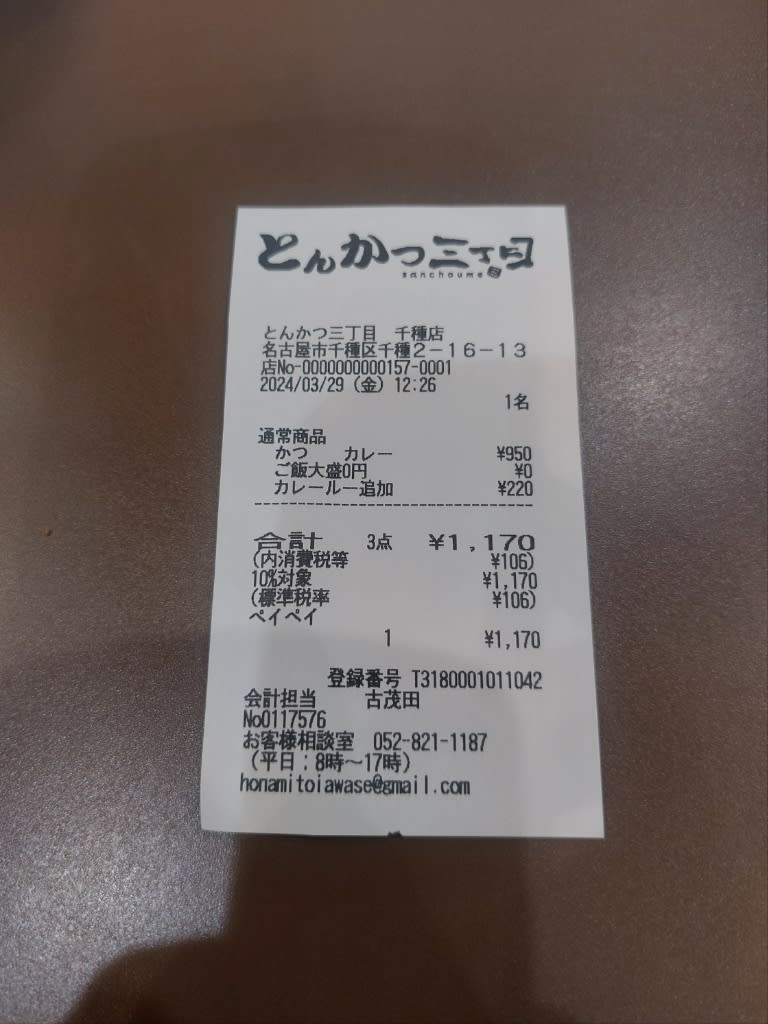 とんかつ三丁目
sanchoume
とんかつ三丁目 千種店
名古屋市千種区千種2-16-13
店No-0000000000157-0001
2024/03/29 (金) 12:26
1名
通常商品
かつ カレー ¥950
ご飯大盛0円 ¥0
カレールー追加 ¥220
合計 3点 ¥1,170
(内消費税等 ¥106)
10%対象 ¥1,170
(標準税率 ¥106)
ペイペイ
1 ¥1,170
登録番号 T3180001011042
会計担当 古茂田
No0117576
お客様相談室 052-821-1187
(平日:8時〜17時)
honamitoiawase@gmail.com